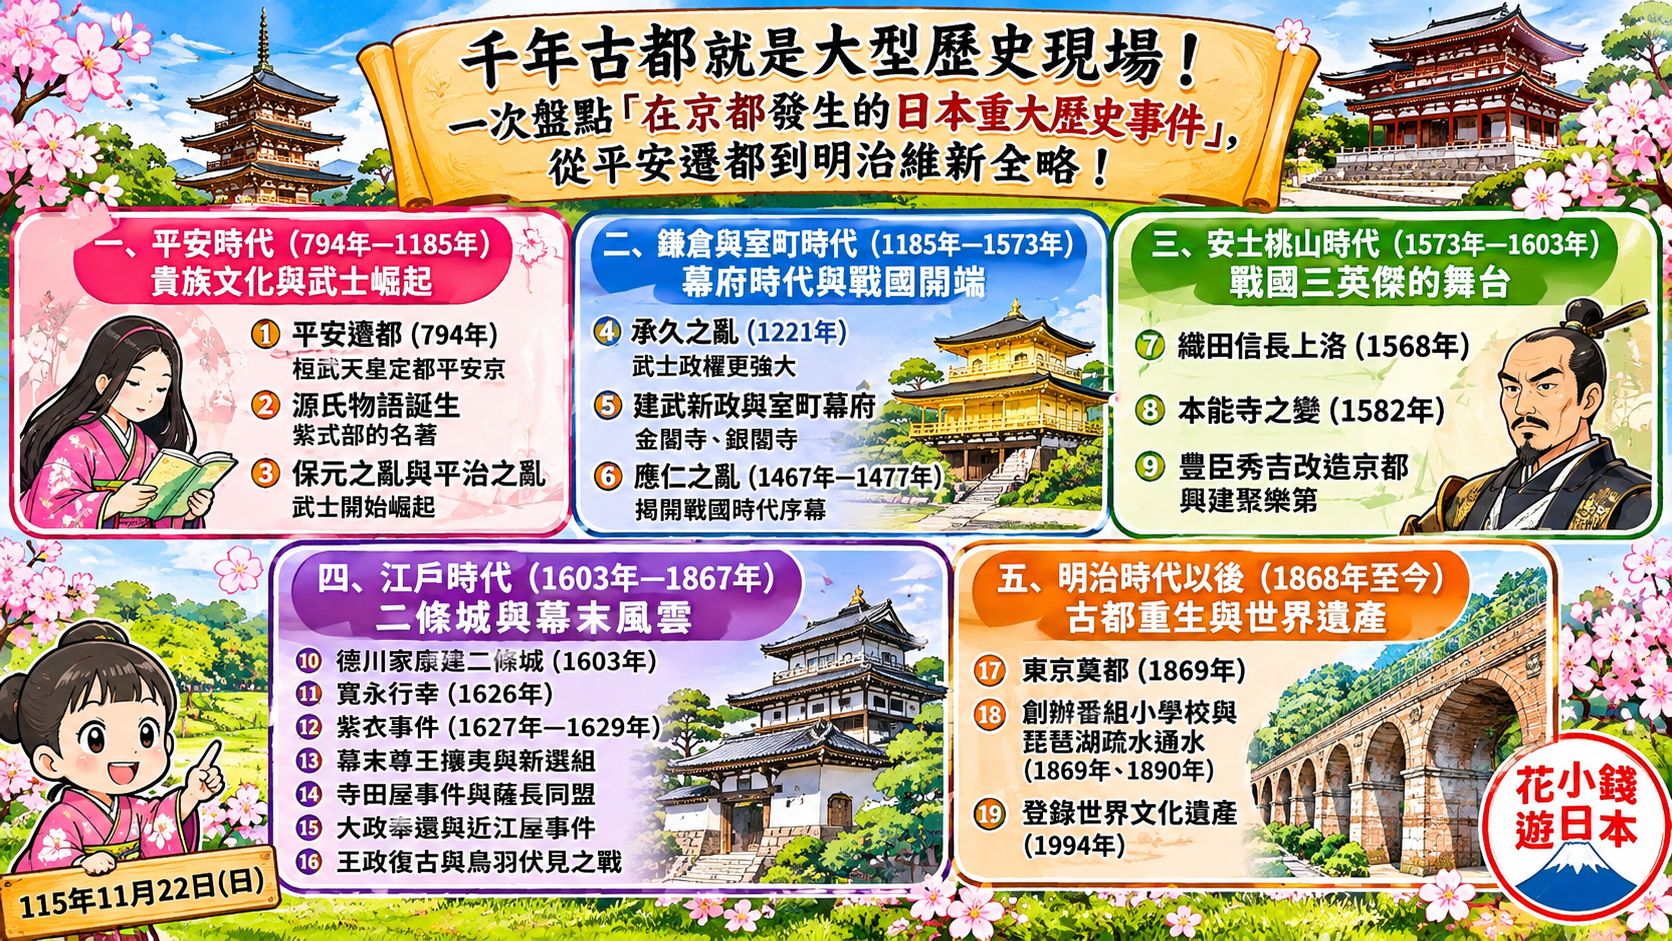 千年古都就是大型歷史現場！
一次盤點「在京都發生的日本重大歷史事件」，
從平安遷都到明治維新全略！
一、平安時代（794年—1185年）
貴族文化與武士崛起
1 平安遷都 (794年)
桓武天星定都平安京
2 源氏物語誕生
紫式部的名著
3 保元之亂與平治之亂
武士開始崛起
二、鎌倉與室町時代（1185年—1573年）
幕府時代與戰國開端
4 承久之亂 (1221年)
武士政權更強大
5 建武新政與室町幕府
金閣寺、銀閣寺
6 應仁之亂 (1467年—1477年)
揭開戰國時代序幕
三、安土桃山時代（1573年—1603年）
戰國三英傑的舞台
7 織田信長上洛 (1568年)
8 本能寺之變 (1582年)
9 豐臣秀吉改造京都
興建聚樂第
四、江戶時代（1603年—1867年）
二條城與幕末風雲
10 德川家康建二條城 (1603年)
11 寬永行幸 (1626年)
12 紫衣事件 (1627年—1629年)
13 幕末尊王攘夷與新選組
14 寺田屋事件與薩長同盟
15 大政奉還與近江屋事件
16 王政復古與鳥羽伏見之戰
五、明治時代以後（1868年至今）
古都重生與世界遺產
17 東京奠都 (1869年)
18 創辦番組小學校與
琵琶湖疏水通水
(1869年、1890年)
19 登錄世界文化遺產
(1994年)
115年11月22日(日)
花小錢
遊日本